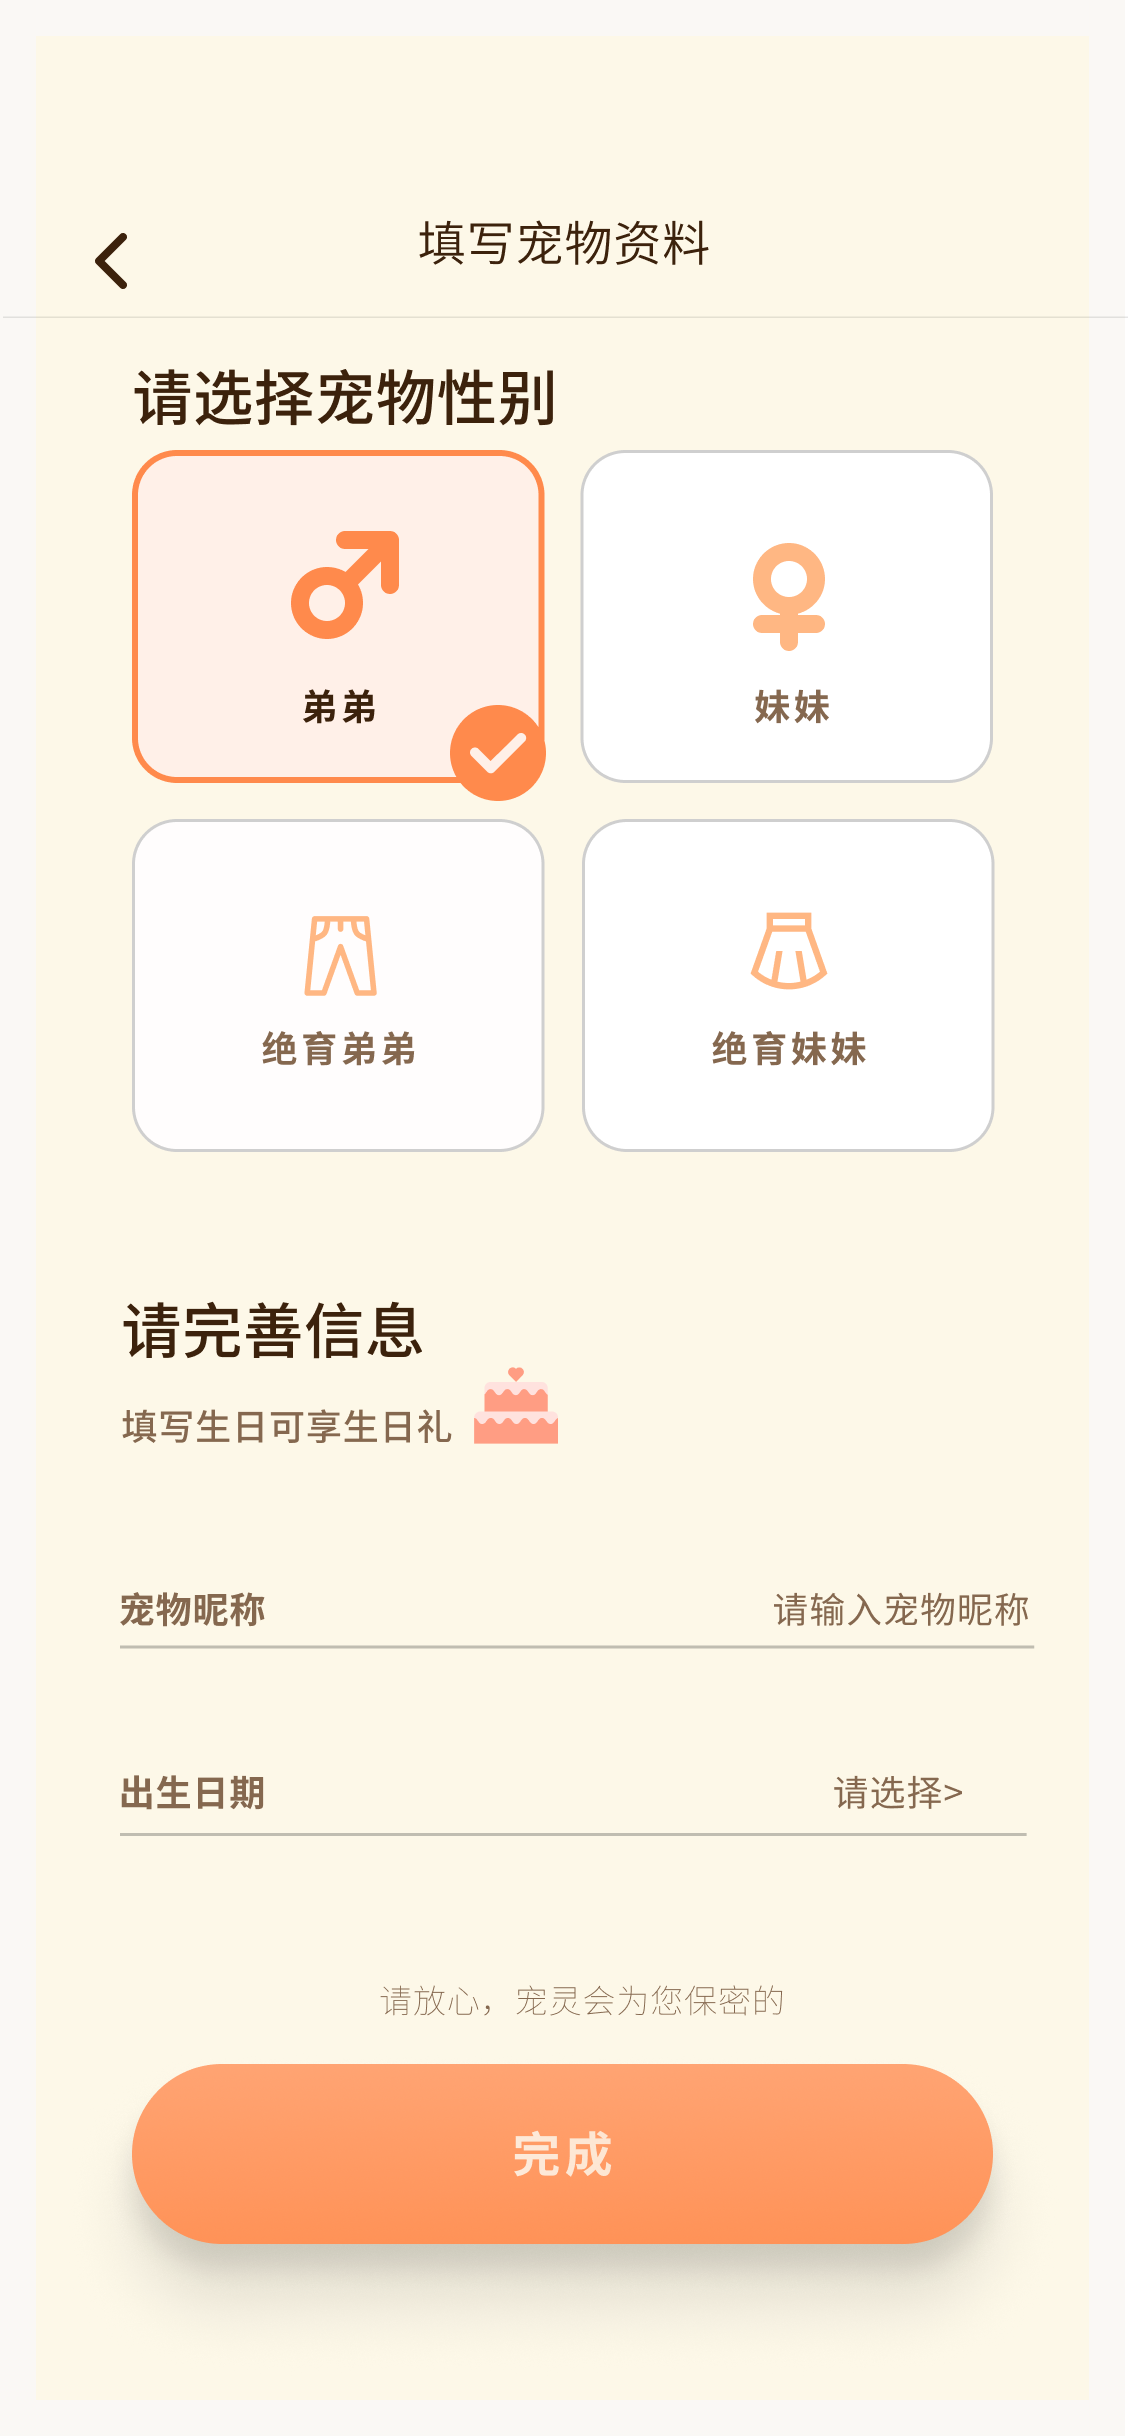 填写宠物资料
请选择宠物性别
弟弟
妹妹
绝育弟弟
绝育妹妹
请完善信息
填写生日可享生日礼
宠物昵称
请输入宠物昵称
出生日期
请选择>
请放心，宠灵会为您保密的
完成